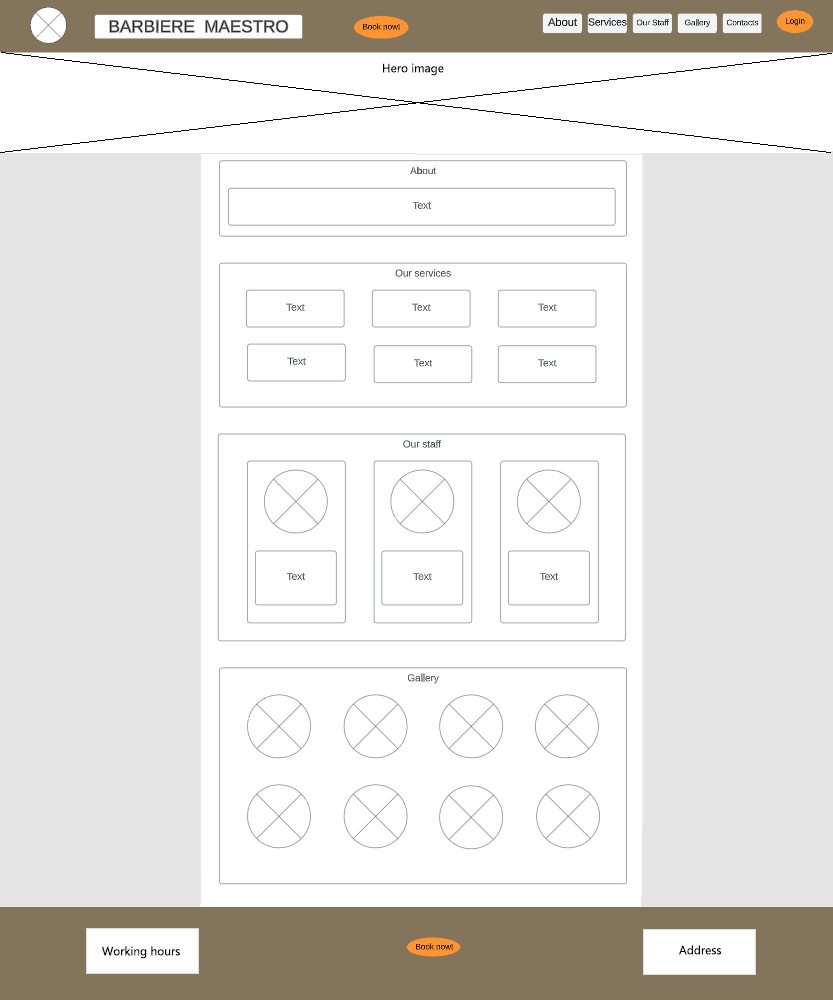 BARBIERE MAESTRO
Book now!
About
Services
Our Staff
Gallery
Contacts
Login
Hero image
About
Text
Our services
Text
Text
Text
Text
Text
Text
Our staff
Text
Text
Text
Gallery
Working hours
Book now!
Address